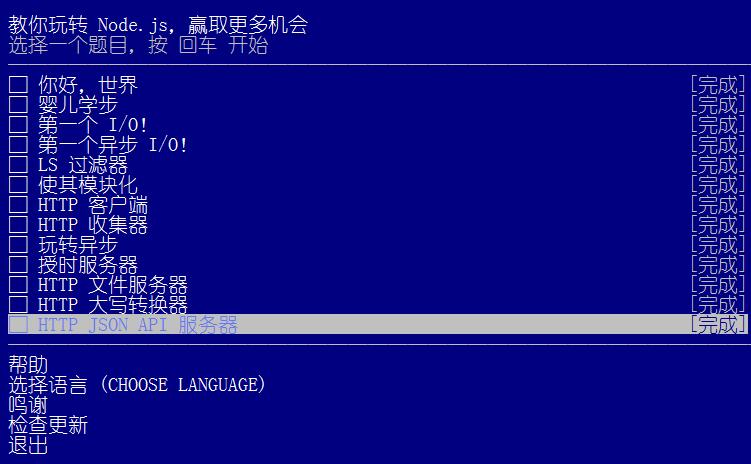 教你玩转 Node.js，赢取更多机会
选择一个题目，按 回车 开始
你好，世界 [完成]
婴儿学步 [完成]
第一个 I/O! [完成]
第一个异步 I/O! [完成]
LS 过滤器 [完成]
使其模块化 [完成]
HTTP 客户端 [完成]
HTTP 收集器 [完成]
玩转异步 [完成]
授时服务器 [完成]
HTTP 文件服务器 [完成]
HTTP 大写转换器 [完成]
HTTP JSON API 服务器 [完成]
帮助
选择语言 (CHOOSE LANGUAGE)
鸣谢
检查更新
退出